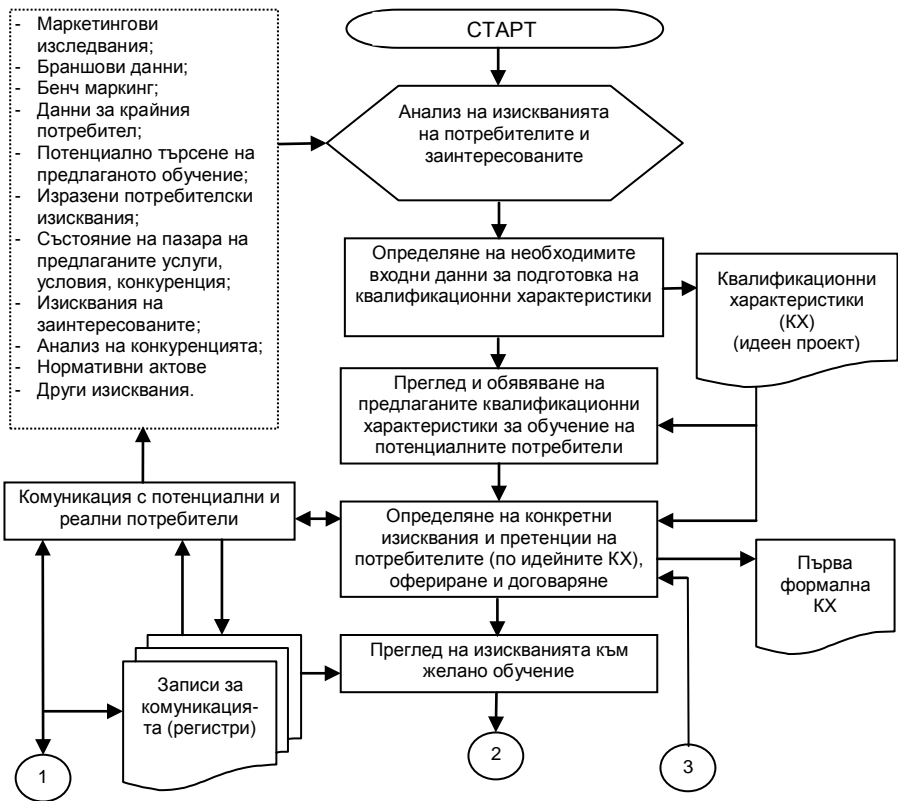 - Маркетингови
изследвания;
- Браншови данни;
- Бенч маркинг;
- Данни за крайния
потребител;
- Потенциално търсене на
предлаганото обучение;
- Изразени потребителски
изисквания;
- Състояние на пазара на
предлаганите услуги,
условия, конкуренция;
- Изисквания на
заинтересованите;
- Анализ на конкуренцията;
- Нормативни актове
- Други изисквания.
СТАРТ
Анализ на изискванията
на потребителите и
заинтересованите
Определяне на необходимите
входни данни за подготовка на
квалификационни характеристики
Квалификационни
характеристики
(КХ)
(идеен проект)
Преглед и обявяване на
предлаганите квалификационни
характеристики за обучение на
потенциалните потребители
Комуникация с потенциални и
реални потребители
Определяне на конкретни
изисквания и претенции на
потребителите (по идейните КХ),
офериране и договаряне
Първа
формална
КХ
Преглед на изискванията към
желано обучение
Записи за
комуникация-
та (регистри)
1
2
3